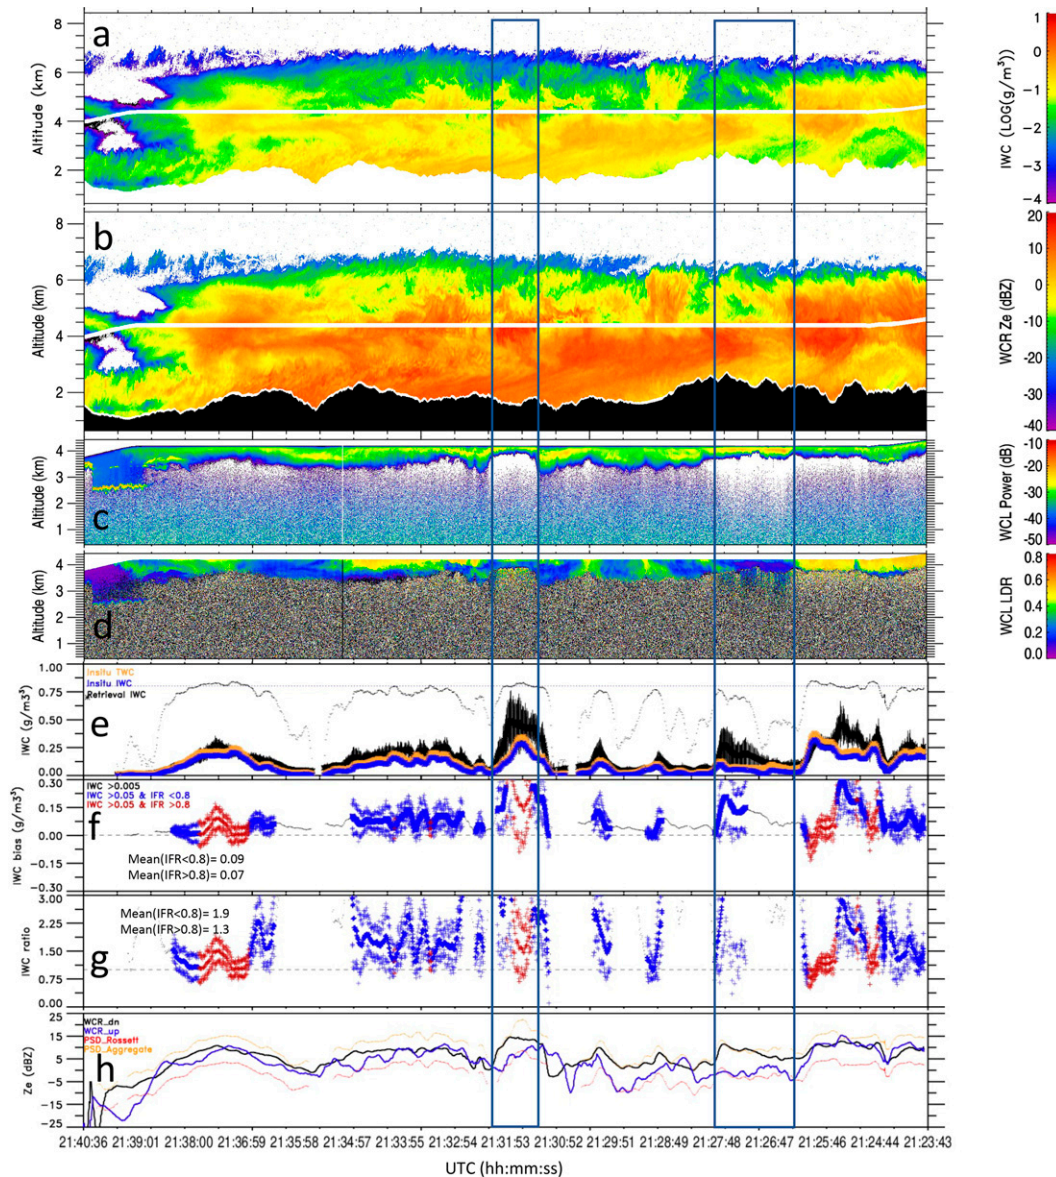 a
8
6
4
2
Altitude (km)
1
0
−1
−2
−3
−4
IWC (LOG(g/m³)
b
8
6
4
2
Altitude (km)
20
10
0
-10
-20
-30
-40
WCR Ze (dBZ)
c
4
3
2
1
Altitude (km)
-10
-20
-30
-40
-50
WCL Power (dB)
d
4
3
2
1
Altitude (km)
0.8
0.6
0.4
0.2
0.0
WCL LDR
e
1.00
0.75
0.50
0.25
0.00
IWC (g/m³)
Insitu TWC
Insitu IWC
Retrieval IWC
f
0.30
0.15
0.00
−0.15
−0.30
IWC bias (g/m3³)
IWC >0.005
IWC >0.05 & IFR <0.8
IWC >0.05 & IFR >0.8
Mean(IFR<0.8)= 0.09
Mean(IFR>0.8)= 0.07
g
3.00
2.25
1.50
0.75
0.00
IWC ratio
Mean(IFR<0.8)= 1.9
Mean(IFR>0.8)= 1.3
h
25
15
5
−5
−15
−25
Ze (dBZ)
WCR_dn
WCR_up
PSD_Rossett
PSD_Aggregate
21:40:36 21:39:01 21:38:00 21:36:59 21:35:58 21:34:57 21:33:55 21:32:54 21:31:53 21:30:52 21:29:51 21:28:49 21:27:48 21:26:47 21:25:46 21:24:44 21:23:43
UTC (hh:mm:ss)